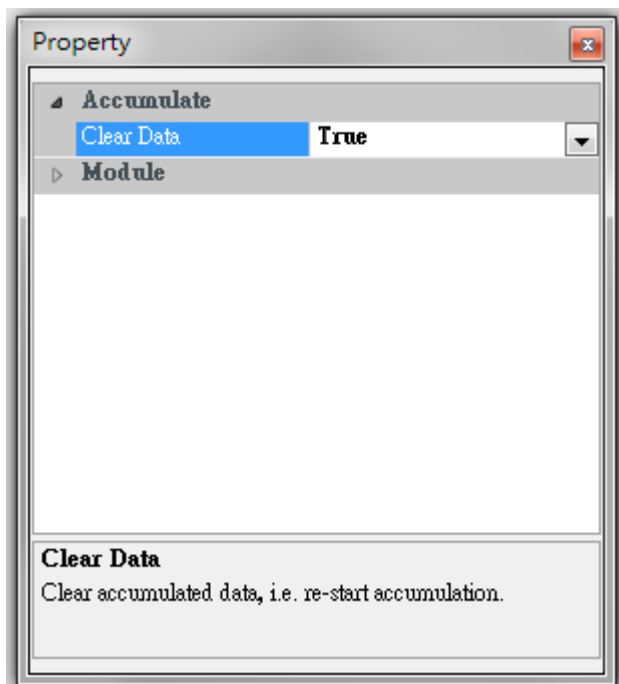 Property
Accumulate
Clear Data True
Module
Clear Data
Clear accumulated data, i.e. re-start accumulation.